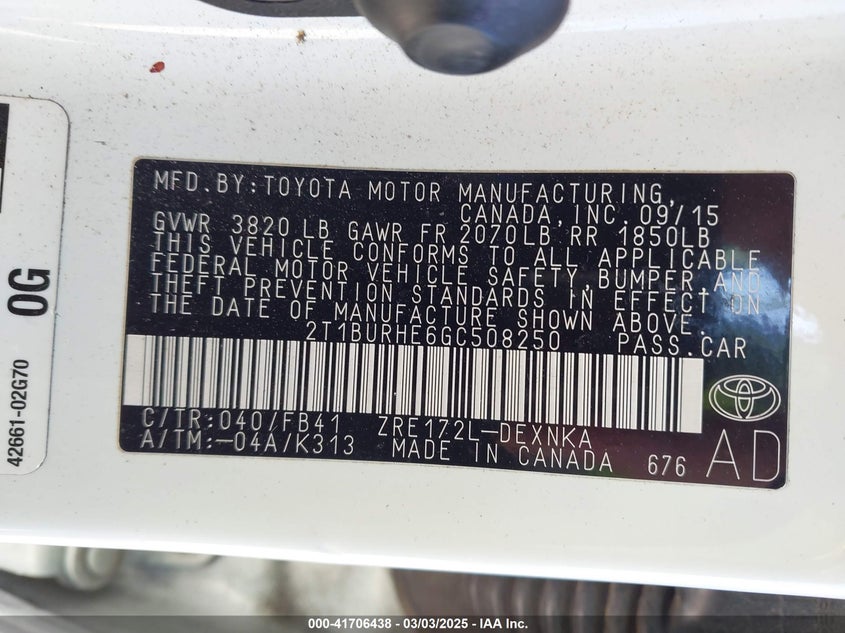 MFD.BY:TOYOTA MOTOR MANUFACTURING,
CANADA,INC.09/15
GVWR 3820 LB GAWR FR 2070LB RR 1850LB
THIS VEHICLE CONFORMS TO ALL APPLICABLE
FEDERAL MOTOR VEHICLE SAFETY,BUMPER,AND
THEFT PREVENTION STANDARDS IN EFFECT ON
THE DATE OF MANUFACTURE SHOWN ABOVE.
2T1BURHE6GC508250 PASS.CAR
C/TR:040/FB41 ZRE172L-DEXNKA
A/TM:-04A/K313 MADE IN CANADA 676
AD
0G
42661-02G70
000-41706438 - 03/03/2025 - IAA Inc.